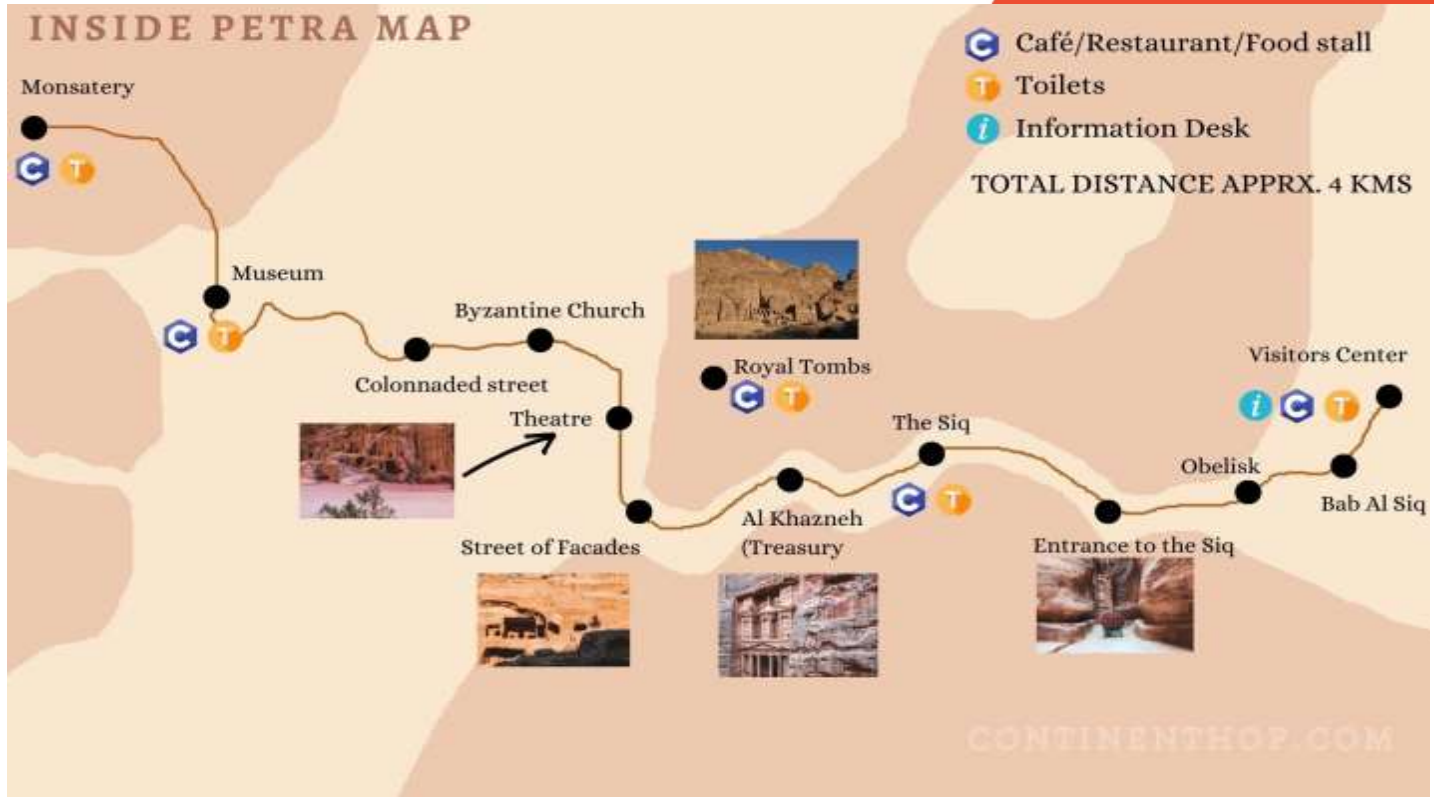 INSIDE PETRA MAP
C Café/Restaurant/Food stall
T Toilets
i Information Desk
TOTAL DISTANCE APPRX. 4 KMS
Monsatery
C T
Museum
C T
Byzantine Church
Colonnaded street
Theatre
Royal Tombs
C T
Visitors Center
i C T
The Siq
C T
Obelisk
Bab Al Siq
Al Khazneh
(Treasury
Street of Facades
Entrance to the Siq
CONTINENTHOP.COM